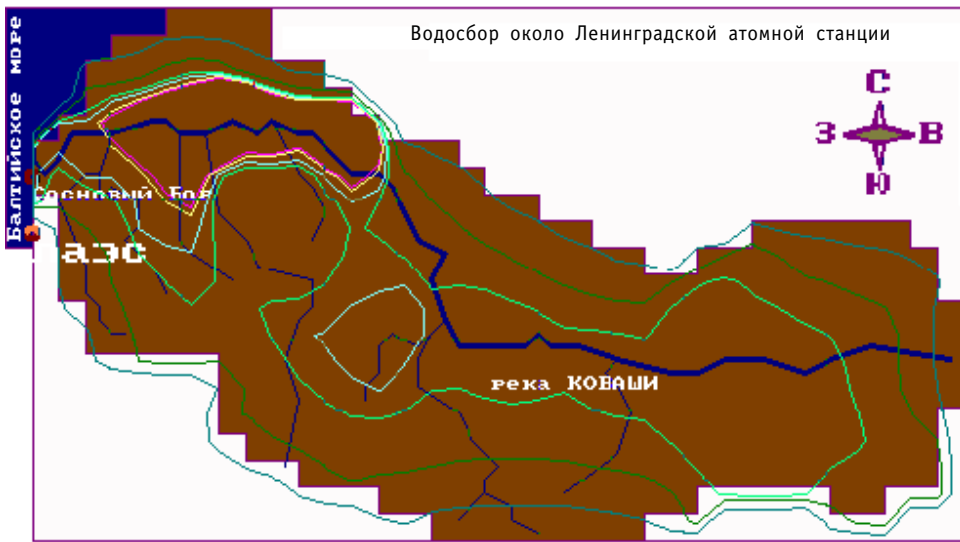 Водосбор около Ленинградской атомной станции
Балтийское море
С
З
В
Ю
Сосновый Бор
ЛАЭС
река КОВАШИ